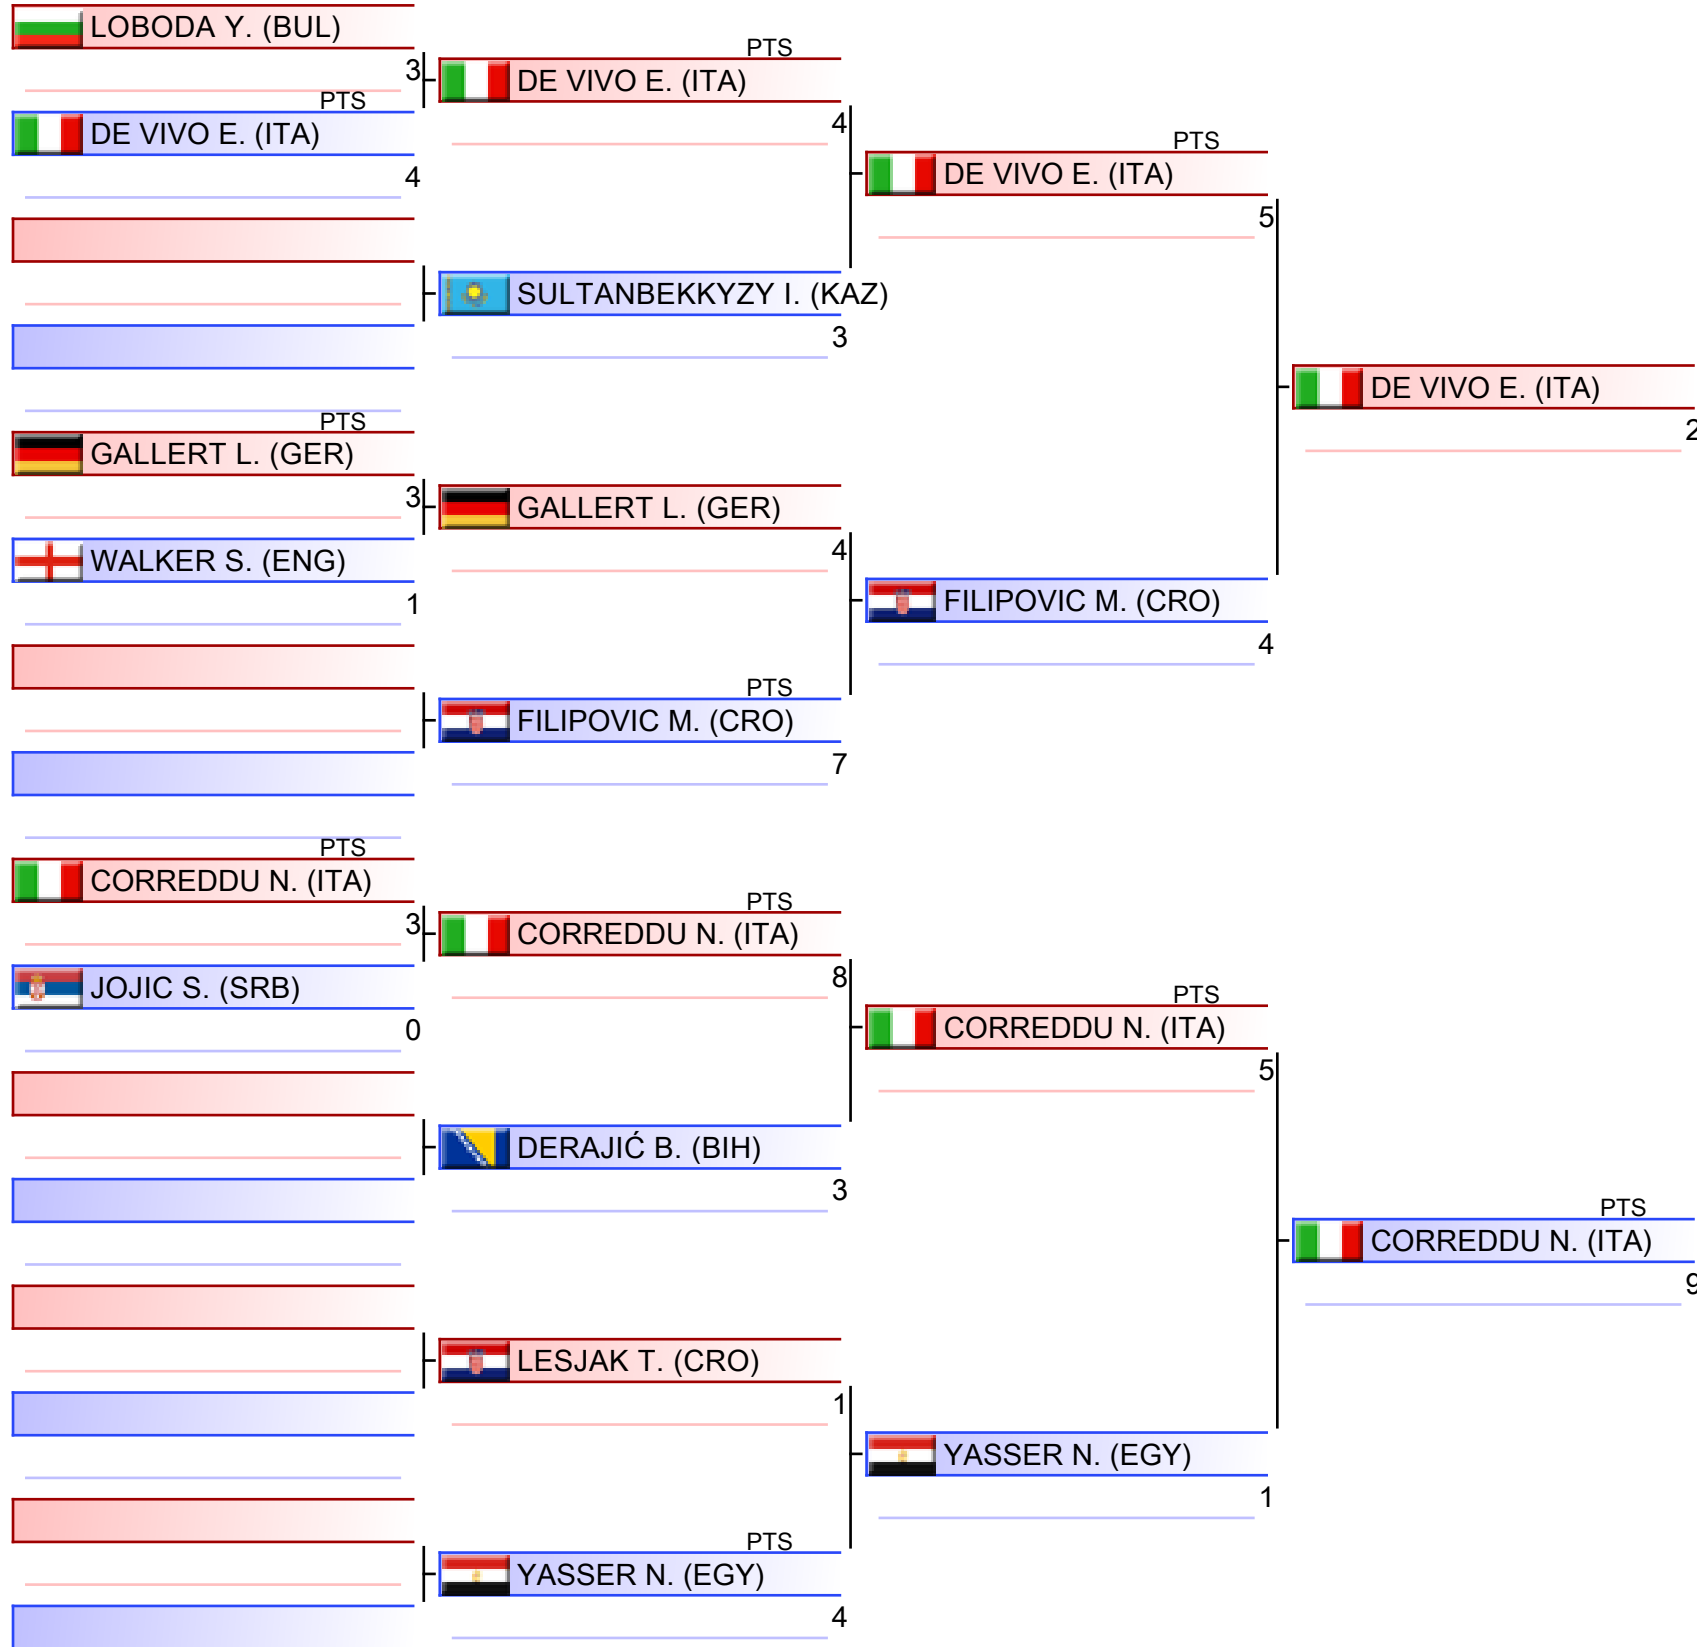 LOBODA Y. (BUL)
3
PTS
DE VIVO E. (ITA)
4
PTS
GALLERT L. (GER)
3
WALKER S. (ENG)
1
PTS
CORREDDU N. (ITA)
3
JOJIC S. (SRB)
0
PTS
DE VIVO E. (ITA)
4
SULTANBEKKYZY I. (KAZ)
3
GALLERT L. (GER)
4
PTS
FILIPOVIC M. (CRO)
7
PTS
CORREDDU N. (ITA)
8
DERAJIĆ B. (BIH)
3
LESJAK T. (CRO)
1
PTS
YASSER N. (EGY)
4
PTS
DE VIVO E. (ITA)
5
FILIPOVIC M. (CRO)
4
PTS
CORREDDU N. (ITA)
5
YASSER N. (EGY)
1
DE VIVO E. (ITA)
2
PTS
CORREDDU N. (ITA)
9